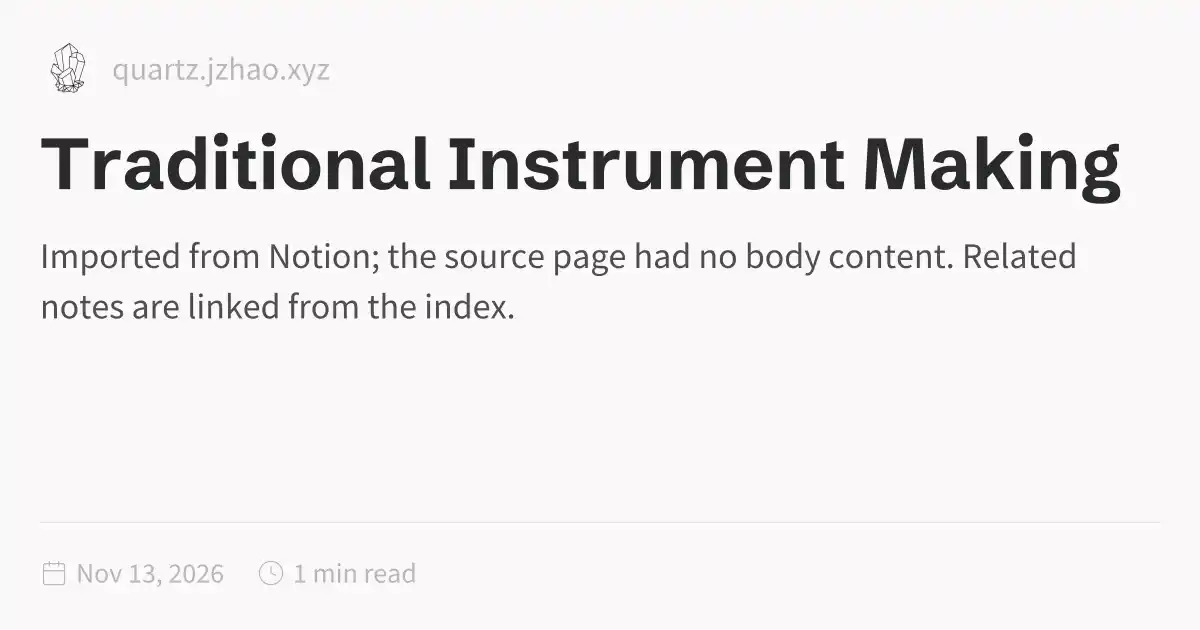 quartz.jzhao.xyz
Traditional Instrument Making
Imported from Notion; the source page had no body content. Related
notes are linked from the index.
Nov 13, 2026 1 min read